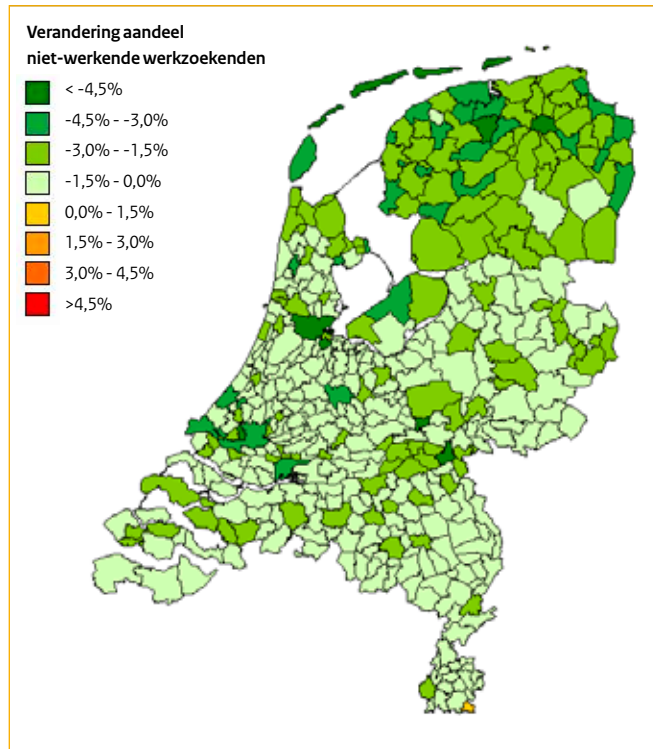 Verandering aandeel
niet-werkende werkzoekenden
< -4,5%
-4,5% - -3,0%
-3,0% - -1,5%
-1,5% - 0,0%
0,0% - 1,5%
1,5% - 3,0%
3,0% - 4,5%
>4,5%